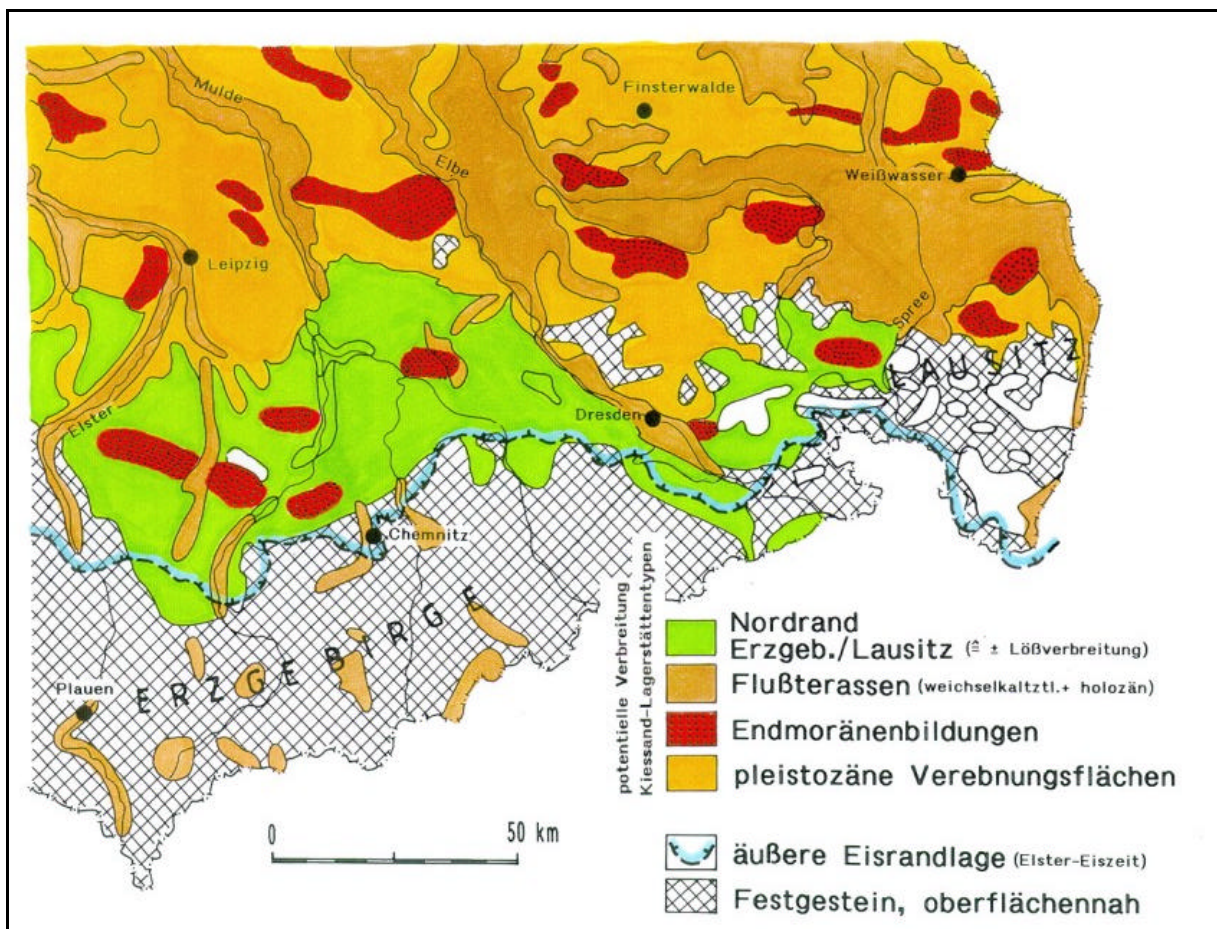 Mulde
Finsterwalde
Elbe
Weißwasser
Leipzig
Spree
LAUSITZ
Elster
Dresden
Chemnitz
ERZGEBIRGE
Plauen
potentielle Verbreitung
Kiessand-Lagerstättentypen
Nordrand
Erzgeb./Lausitz (≙ ± Lößverbreitung)
Flußterassen (weichselkaltztl.+ holozän)
Endmoränenbildungen
pleistozäne Verebnungsflächen
0 50 km
äußere Eisrandlage (Elster-Eiszeit)
Festgestein, oberflächennah